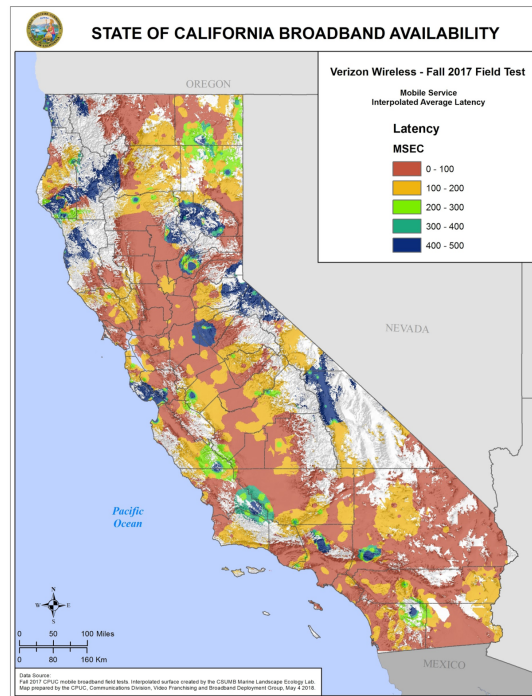 STATE OF CALIFORNIA BROADBAND AVAILABILITY
OREGON
Verizon Wireless - Fall 2017 Field Test
Mobile Service
Interpolated Average Latency
Latency
MSEC
0 - 100
100 - 200
200 - 300
300 - 400
400 - 500
NEVADA
Pacific
Ocean
N
W
E
S
0 50 100 Miles
0 80 160 Km
MEXICO
Data Source:
Fall 2017 CPUC mobile broadband field tests. Interpolated surface created by the CSUMB Marine Landscape Ecology Lab.
Map prepared by the CPUC, Communications Division, Video Franchising and Broadband Deployment Group, May 4 2018.